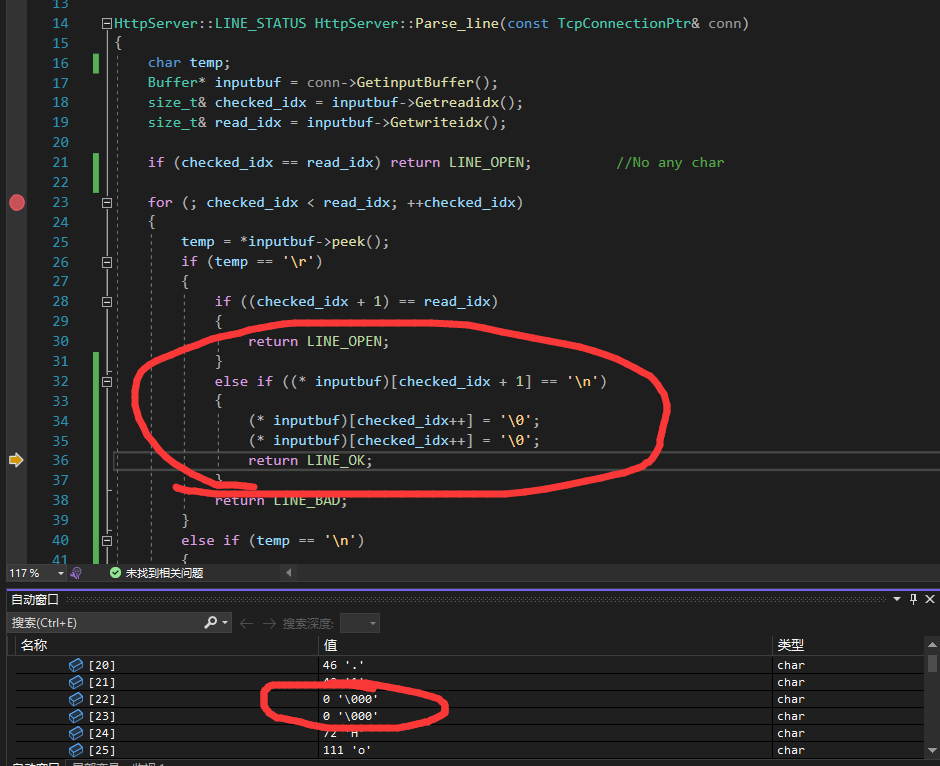 13
14 HttpServer::LINE_STATUS HttpServer::Parse_line(const TcpConnectionPtr& conn)
15 {
16 char temp;
17 Buffer* inputbuf = conn->GetinputBuffer();
18 size_t& checked_idx = inputbuf->Getreadidx();
19 size_t& read_idx = inputbuf->Getwriteidx();
20
21 if (checked_idx == read_idx) return LINE_OPEN; //No any char
22
23 for (; checked_idx < read_idx; ++checked_idx)
24 {
25 temp = *inputbuf->peek();
26 if (temp == '\r')
27 {
28 if ((checked_idx + 1) == read_idx)
29 {
30 return LINE_OPEN;
31 }
32 else if ((* inputbuf)[checked_idx + 1] == '\n')
33 {
34 (* inputbuf)[checked_idx++] = '\0';
35 (* inputbuf)[checked_idx++] = '\0';
36 return LINE_OK;
37 }
38 return LINE_BAD;
39 }
40 else if (temp == '\n')
41 {
117 % 未找到相关问题
自动窗口
搜索(Ctrl+E) 搜索深度:
名称 值 类型
[20] 46 '.' char
[21] char
[22] 0 '\000' char
[23] 0 '\000' char
[24] 72 'H' char
[25] 111 'o' char
自动窗口